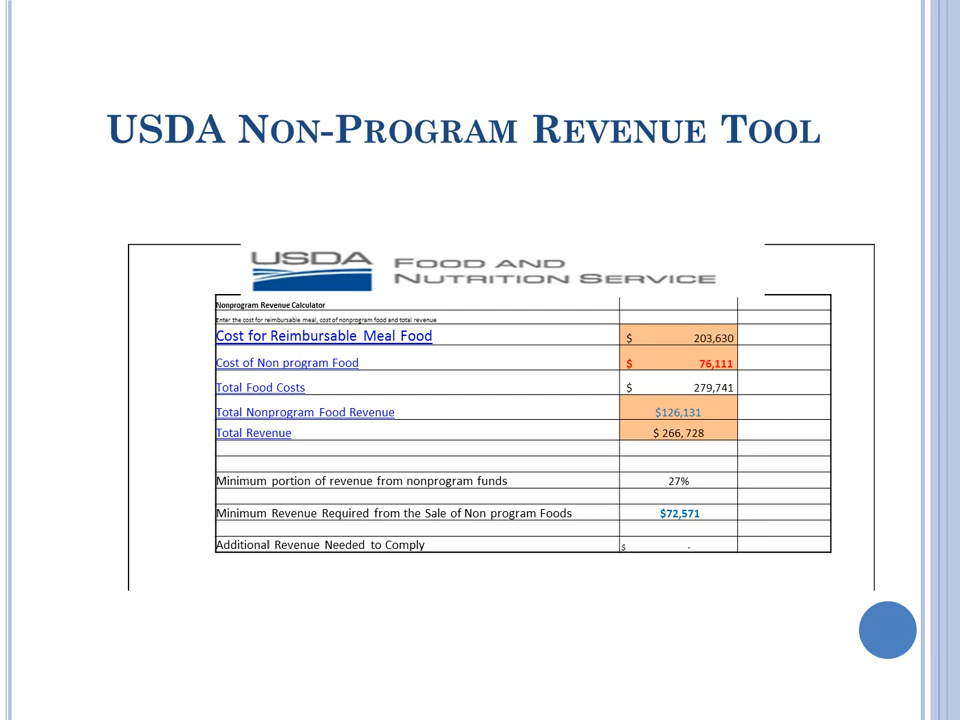 USDA NON-PROGRAM REVENUE TOOL
USDA FOOD AND NUTRITION SERVICE
Nonprogram Revenue Calculator
Enter the cost for reimbursable meal, cost of nonprogram food and total revenue
Cost for Reimbursable Meal Food $ 203,630
Cost of Non program Food $ 76,111
Total Food Costs $ 279,741
Total Nonprogram Food Revenue $126,131
Total Revenue $ 266, 728
Minimum portion of revenue from nonprogram funds 27%
Minimum Revenue Required from the Sale of Non program Foods $72,571
Additional Revenue Needed to Comply $ -